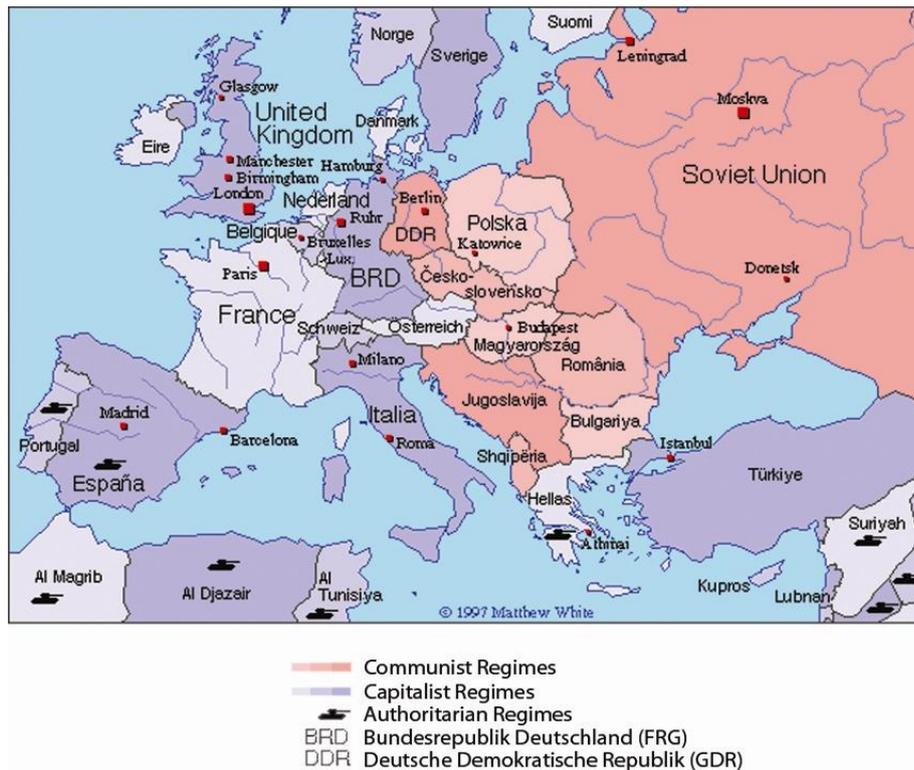 Norge
Sverige
Suomi
Leningrad
Glasgow
United
Kingdom
Danmark
Moskva
Eire
Manchester
Birmingham
Hamburg
London
Nederland
Ruhr
Berlin
DDR
Polska
Soviet Union
Belgique
Bruxelles
Lux.
Katowice
Paris
BRD
Česko-
slovensko
Donetsk
France
Schweiz
Österreich
Budapest
Magyarország
Milano
România
Jugoslavija
Italia
Madrid
Barcelona
Roma
Bulgariya
Portugal
España
Shqipëria
Istanbul
Türkiye
Hellas
Athinai
Suriyah
Al Magrib
Al Djazair
Al
Tunisiya
Kupros
Lubnan
© 1997 Matthew White
Communist Regimes
Capitalist Regimes
Authoritarian Regimes
BRD Bundesrepublik Deutschland (FRG)
DDR Deutsche Demokratische Republik (GDR)